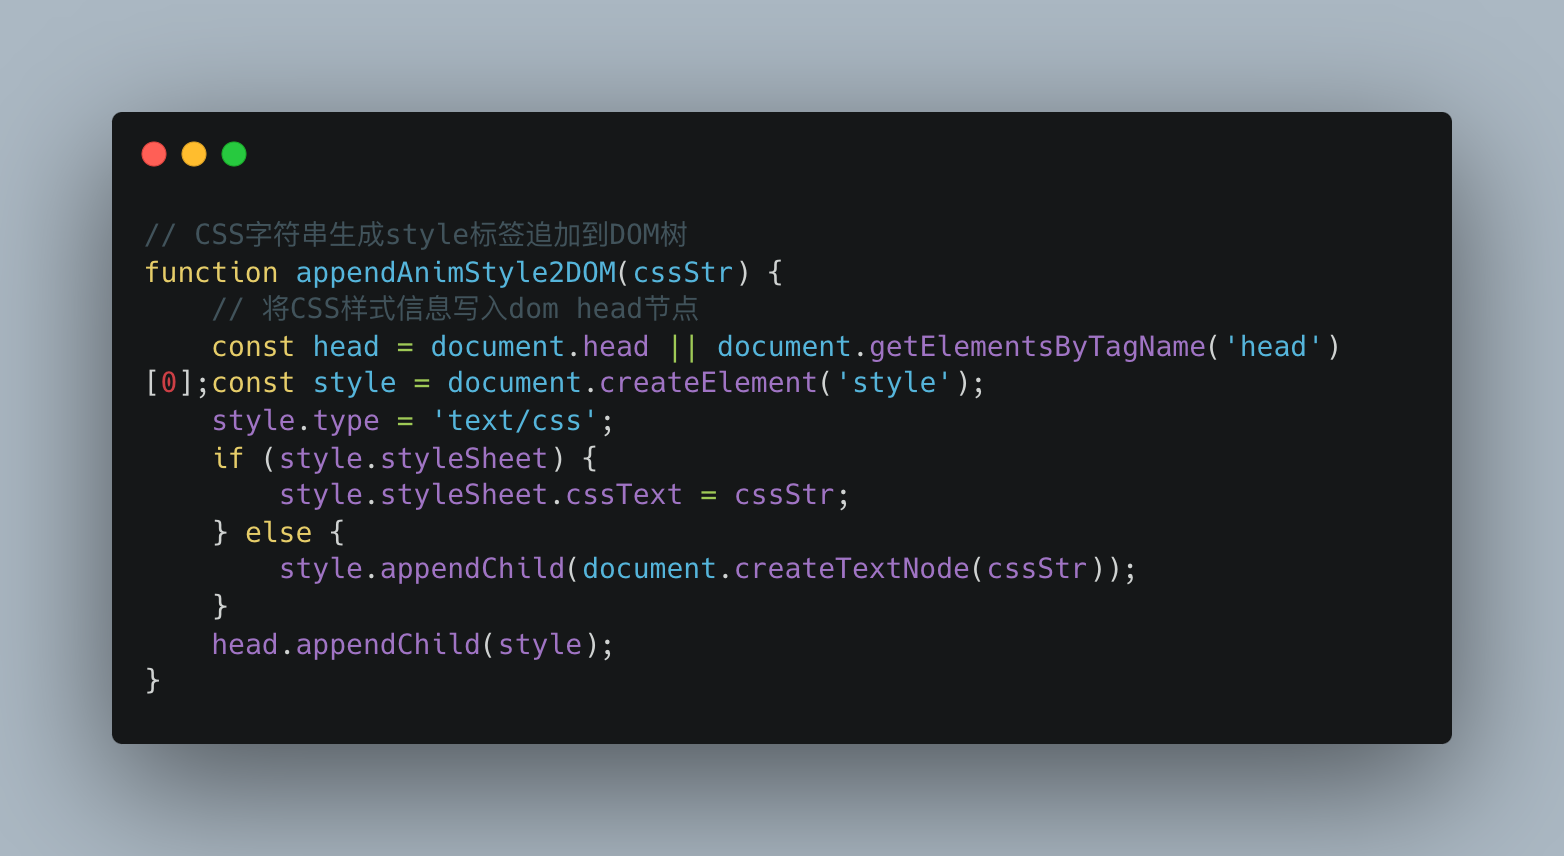 // CSS字符串生成style标签追加到DOM树
function appendAnimStyle2DOM(cssStr) {
    // 将CSS样式信息写入dom head节点
    const head = document.head || document.getElementsByTagName('head')
[0];const style = document.createElement('style');
    style.type = 'text/css';
    if (style.styleSheet) {
        style.styleSheet.cssText = cssStr;
    } else {
        style.appendChild(document.createTextNode(cssStr));
    }
    head.appendChild(style);
}